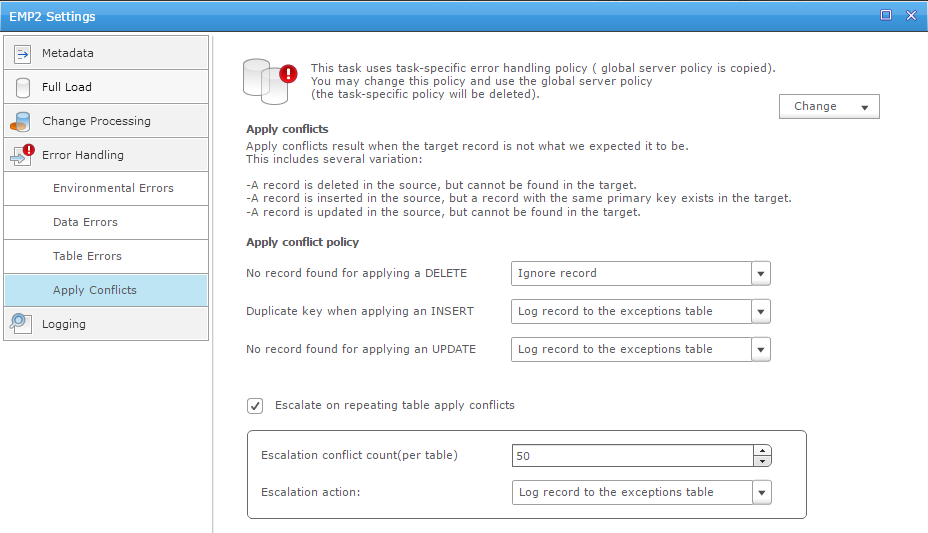 EMP2 Settings
Metadata
Full Load
Change Processing
Error Handling
Environmental Errors
Data Errors
Table Errors
Apply Conflicts
Logging
This task uses task-specific error handling policy ( global server policy is copied).
You may change this policy and use the global server policy
(the task-specific policy will be deleted).
Change
Apply conflicts
Apply conflicts result when the target record is not what we expected it to be.
This includes several variation:
-A record is deleted in the source, but cannot be found in the target.
-A record is inserted in the source, but a record with the same primary key exists in the target.
-A record is updated in the source, but cannot be found in the target.
Apply conflict policy
No record found for applying a DELETE Ignore record
Duplicate key when applying an INSERT Log record to the exceptions table
No record found for applying an UPDATE Log record to the exceptions table
Escalate on repeating table apply conflicts
Escalation conflict count(per table) 50
Escalation action: Log record to the exceptions table